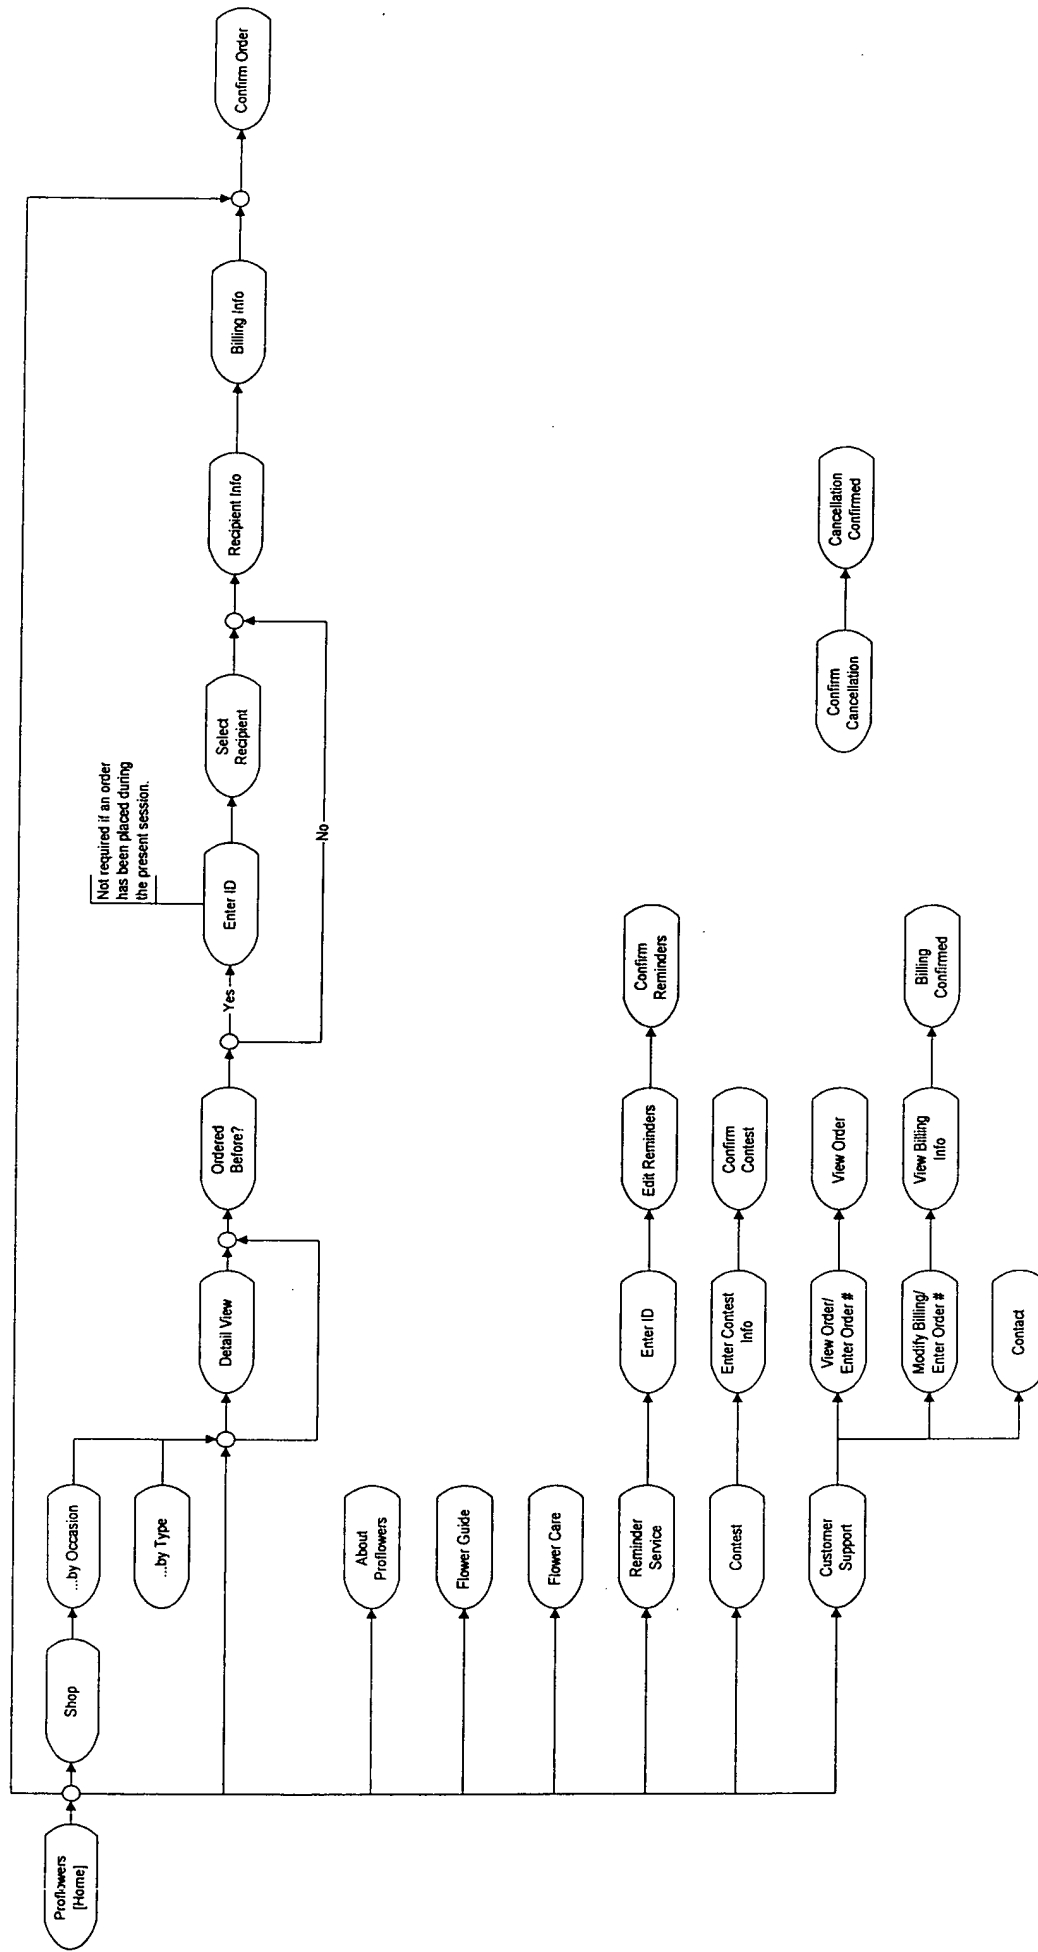 Proflowers
[Home]
Shop
...by Occasion
...by Type
Detail View
Ordered
Before?
Yes
No
Enter ID
Not required if an order
has been placed during
the present session.
Select
Recipient
Recipient Info
Billing Info
Confirm Order
About
Proflowers
Flower Guide
Flower Care
Reminder
Service
Enter ID
Edit Reminders
Confirm
Reminders
Contest
Enter Contest
Info
Confirm
Contest
Customer
Support
View Order/
Enter Order #
View Order
Modify Billing/
Enter Order #
View Billing
Info
Billing
Confirmed
Contact
Confirm
Cancellation
Cancellation
Confirmed